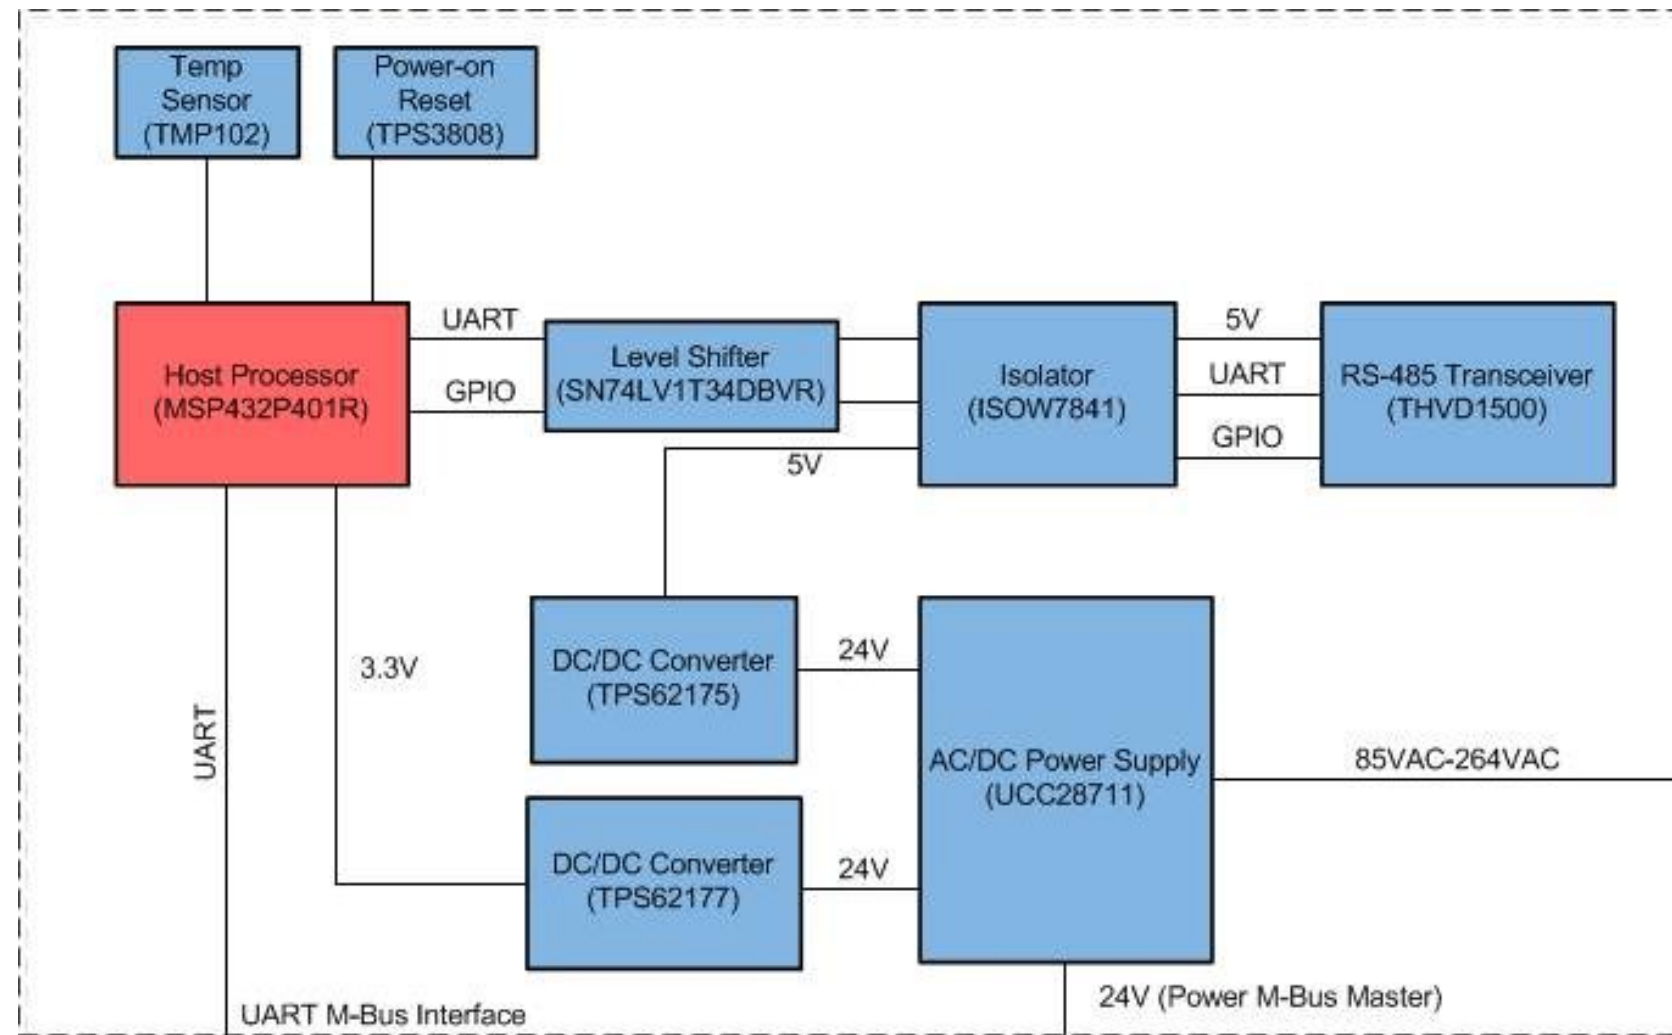 Temp
Sensor
(TMP102)
Power-on
Reset
(TPS3808)
Host Processor
(MSP432P401R)
UART
GPIO
Level Shifter
(SN74LV1T34DBVR)
5V
Isolator
(ISOW7841)
5V
UART
GPIO
RS-485 Transceiver
(THVD1500)
UART
3.3V
DC/DC Converter
(TPS62175)
24V
DC/DC Converter
(TPS62177)
24V
AC/DC Power Supply
(UCC28711)
85VAC-264VAC
UART M-Bus Interface
24V (Power M-Bus Master)